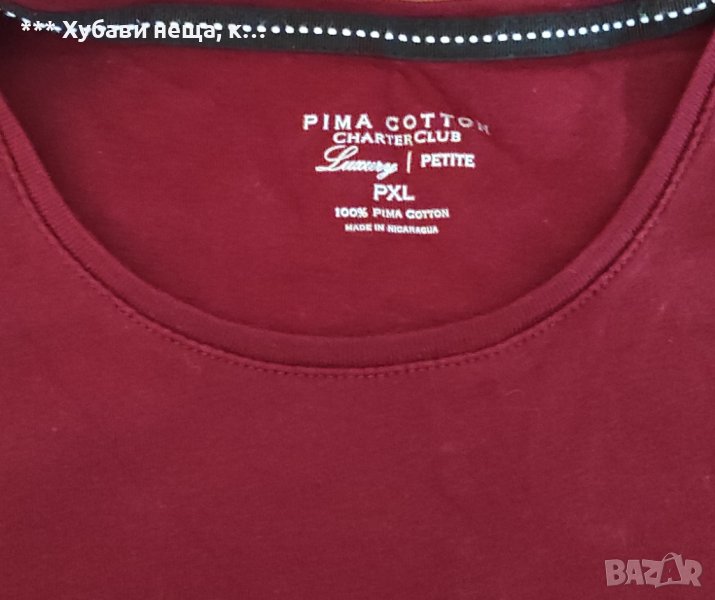 *** Хубави неща, к...
PIMA COTTON
CHARTER CLUB
Luxury | PETITE
PXL
100% PIMA COTTON
MADE IN NICARAGUA
BAZAR